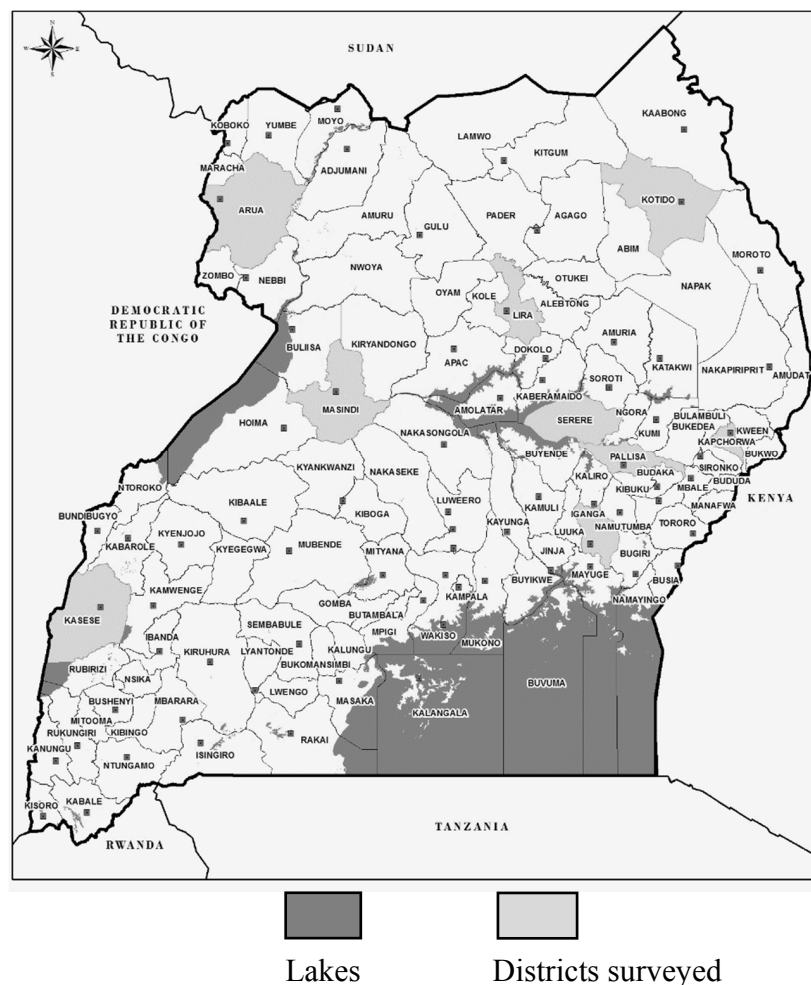 N
W E
S
SUDAN
KAABONG
KOBOKO
YUMBE
MOYO
LAMWO
KITGUM
MARACHA
ADJUMANI
KOTIDO
ARUA
AMURU
GULU
PADER
AGAGO
ABIM
MOROTO
ZOMBO
NEBBI
NWOYA
OTUKEI
NAPAK
OYAM
KOLE
ALEBTONG
LIRA
DEMOCRATIC
REPUBLIC OF
THE CONGO
BULIISA
KIRYANDONGO
AMURIA
APAC
DOKOLO
KATAKWI
NAKAPIRIPRIT
AMUDAT
MASINDI
KABERAMAIDO
SOROTI
AMOLATAR
SERERE
NGORA
BULAMBULI
HOIMA
KUMI
BUKEDEA
KWEEN
NAKASONGOLA
KAPCHORWA
BUYENDE
PALLISA
BUKWO
KYANKWANZI
NAKASEKE
BUDAKA
SIRONKO
NTOROKO
KALIRO
KIBUKU
MBALE
BUDUDA
KENYA
KIBAALE
LUWEERO
KAMULI
IGANGA
MANAFWA
BUNDIBUGYO
KIBOGA
KAYUNGA
NAMUTUMBA
TORORO
KABAROLE
KYENJOJO
KYEGEGWA
MUBENDE
MITYANA
LUUKA
JINJA
BUGIRI
KAMWENGE
BUYIKWE
MAYUGE
BUSIA
KAMPALA
NAMAYINGO
KASESE
GOMBA
BUTAMBALA
SEMBABULE
MPIGI
WAKISO
MUKONO
IBANDA
KIRUHURA
LYANTONDE
KALUNGU
RUBIRIZI
BUKOMANSIMBI
NSIKA
LWENGO
MASAKA
BUVUMA
BUSHENYI
MBARARA
KALANGALA
MITOOMA
RUKUNGIRI
KIBINGO
RAKAI
KANUNGU
NTUNGAMO
ISINGIRO
KISORO
KABALE
TANZANIA
RWANDA
Lakes Districts surveyed